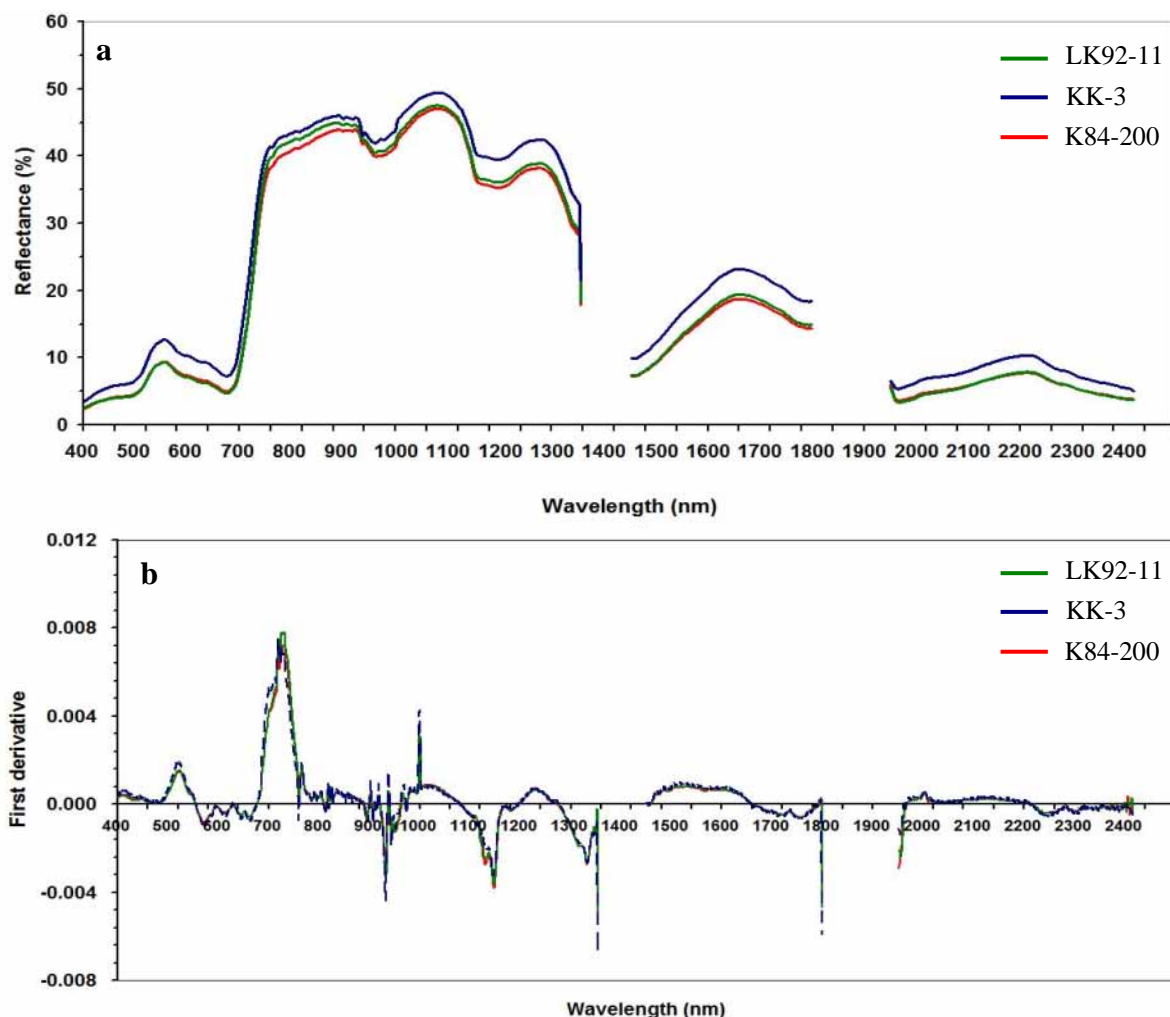 a
LK92-11
KK-3
K84-200
Reflectance (%)
60
50
40
30
20
10
0
400 500 600 700 800 900 1000 1100 1200 1300 1400 1500 1600 1700 1800 1900 2000 2100 2200 2300 2400
Wavelength (nm)
b
LK92-11
KK-3
K84-200
First derivative
0.012
0.008
0.004
0.000
-0.004
-0.008
400 500 600 700 800 900 1000 1100 1200 1300 1400 1500 1600 1700 1800 1900 2000 2100 2200 2300 2400
Wavelength (nm)